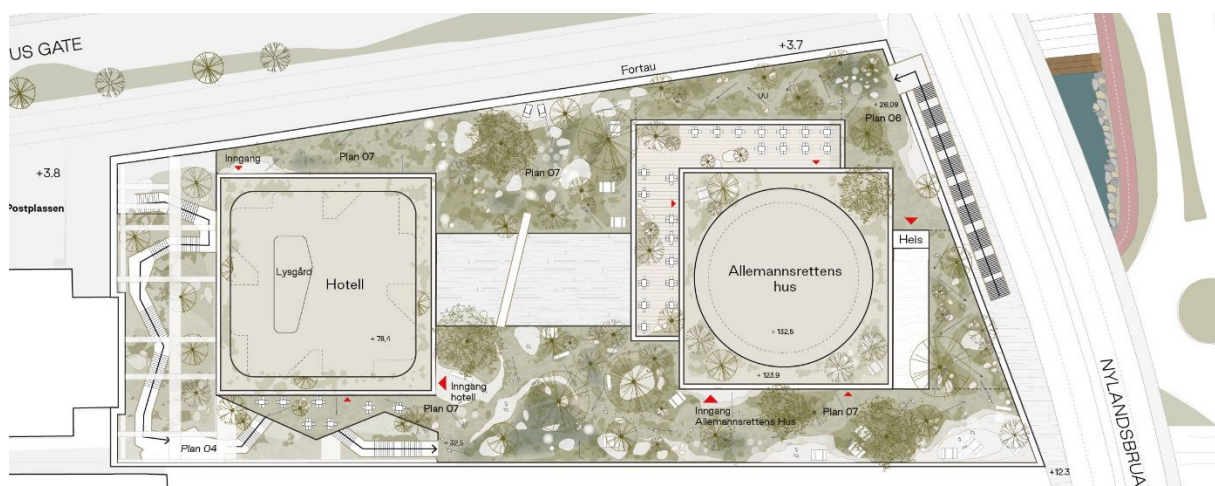 US GATE
+3.7
Fortau
UU
+ 26,09
Plan 06
Inngang
Plan 07
Plan 07
+3.8
Postplassen
Heis
Lysgård
Hotell
Allemannsrettens
hus
+ 132,5
+ 78,4
+ 123,9
Inngang
hotell
Plan 07
Inngang
Allemannsrettens Hus
Plan 07
Plan 04
+ 32,5
+12.3
NYLANDSBRUA